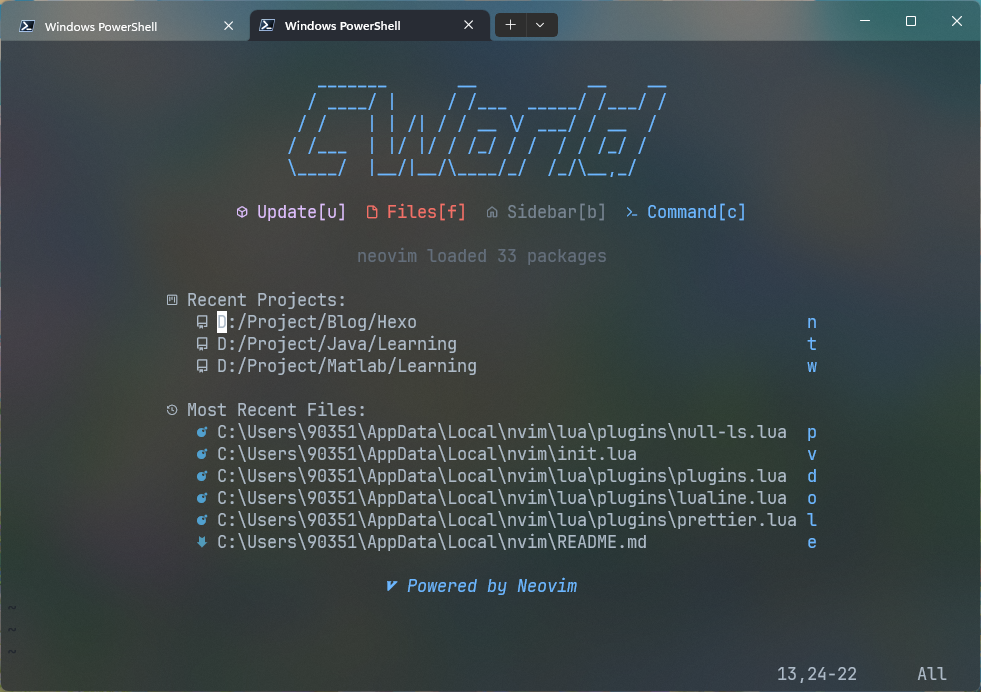 Windows PowerShell
Windows PowerShell
CWorld
Update[u] Files[f] Sidebar[b] Command[c]
neovim loaded 33 packages
Recent Projects:
D:/Project/Blog/Hexo n
D:/Project/Java/Learning t
D:/Project/Matlab/Learning w
Most Recent Files:
C:\Users\90351\AppData\Local\nvim\lua\plugins\null-ls.lua p
C:\Users\90351\AppData\Local\nvim\init.lua v
C:\Users\90351\AppData\Local\nvim\lua\plugins\plugins.lua d
C:\Users\90351\AppData\Local\nvim\lua\plugins\lualine.lua o
C:\Users\90351\AppData\Local\nvim\lua\plugins\prettier.lua l
C:\Users\90351\AppData\Local\nvim\README.md e
Powered by Neovim
~
~
~
13,24-22 All